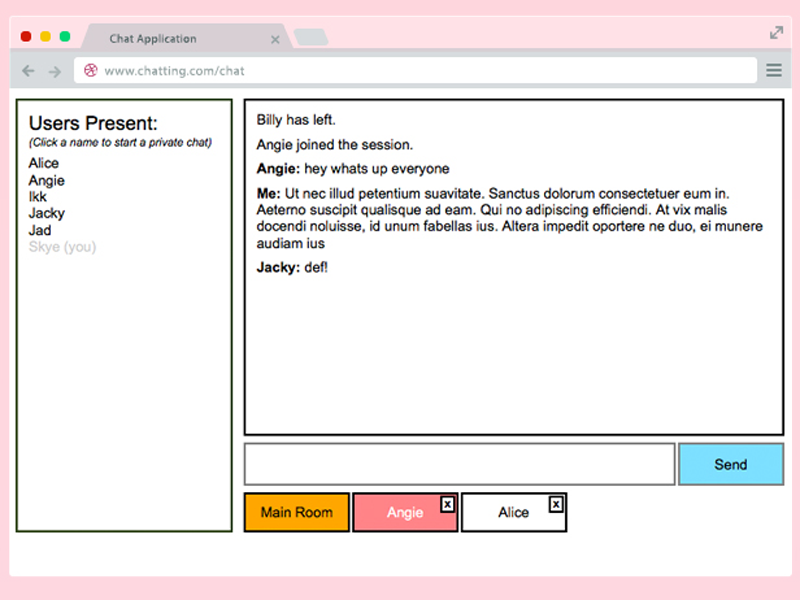 Chat Application
www.chatting.com/chat
Users Present:
(Click a name to start a private chat)
Alice
Angie
Ikk
Jacky
Jad
Skye (you)
Billy has left.
Angie joined the session.
Angie: hey whats up everyone
Me: Ut nec illud petentium suavitate. Sanctus dolorum consectetuer eum in.
Aeterno suscipit qualisque ad eam. Qui no adipiscing efficiendi. At vix malis
docendi noluisse, id unum fabellas ius. Altera impedit oportere ne duo, ei munere
audiam ius
Jacky: def!
Send
Main Room
Angie
x
Alice
x